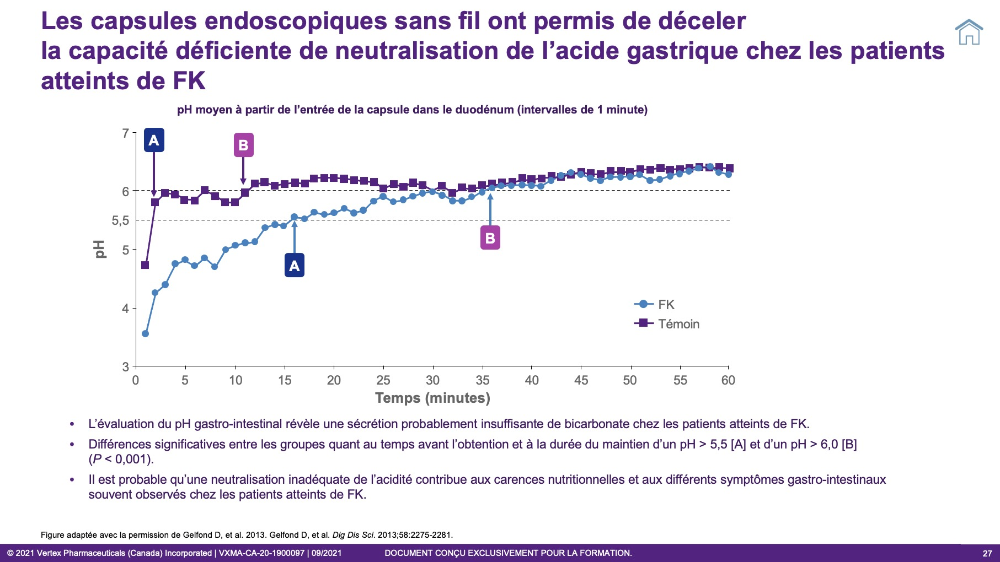 Les capsules endoscopiques sans fil ont permis de déceler
la capacité déficiente de neutralisation de l’acide gastrique chez les patients
atteints de FK
pH moyen à partir de l’entrée de la capsule dans le duodénum (intervalles de 1 minute)
7
6
5,5
5
4
3
pH
A
B
A
B
FK
Témoin
0 5 10 15 20 25 30 35 40 45 50 55 60
Temps (minutes)
• L’évaluation du pH gastro-intestinal révèle une sécrétion probablement insuffisante de bicarbonate chez les patients atteints de FK.
• Différences significatives entre les groupes quant au temps avant l’obtention et à la durée du maintien d’un pH > 5,5 [A] et d’un pH > 6,0 [B]
(P < 0,001).
• Il est probable qu’une neutralisation inadéquate de l’acidité contribue aux carences nutritionnelles et aux différents symptômes gastro-intestinaux
souvent observés chez les patients atteints de FK.
Figure adaptée avec la permission de Gelfond D, et al. 2013. Gelfond D, et al. Dig Dis Sci. 2013;58:2275-2281.
© 2021 Vertex Pharmaceuticals (Canada) Incorporated | VXMA-CA-20-1900097 | 09/2021 DOCUMENT CONÇU EXCLUSIVEMENT POUR LA FORMATION. 27